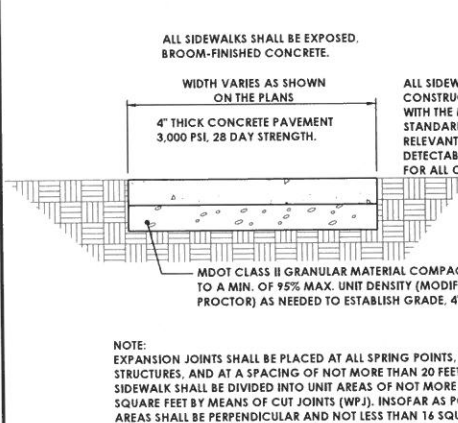 ALL SIDEWALKS SHALL BE EXPOSED,
BROOM-FINISHED CONCRETE.
WIDTH VARIES AS SHOWN
ON THE PLANS
4" THICK CONCRETE PAVEMENT
3,000 PSI, 28 DAY STRENGTH.
ALL SIDEW
CONSTRUC
WITH THE
STANDARD
RELEVANT
DETECTAB
FOR ALL
MDOT CLASS II GRANULAR MATERIAL COMPAC
TO A MIN. OF 95% MAX. UNIT DENSITY (MODIF
PROCTOR) AS NEEDED TO ESTABLISH GRADE, 4"
NOTE:
EXPANSION JOINTS SHALL BE PLACED AT ALL SPRING POINTS,
STRUCTURES, AND AT A SPACING OF NOT MORE THAN 20 FEET
SIDEWALK SHALL BE DIVIDED INTO UNIT AREAS OF NOT MORE
SQUARE FEET BY MEANS OF CUT JOINTS (WPJ). INSOFAR AS PO
AREAS SHALL BE PERPENDICULAR AND NOT LESS THAN 16 SQU